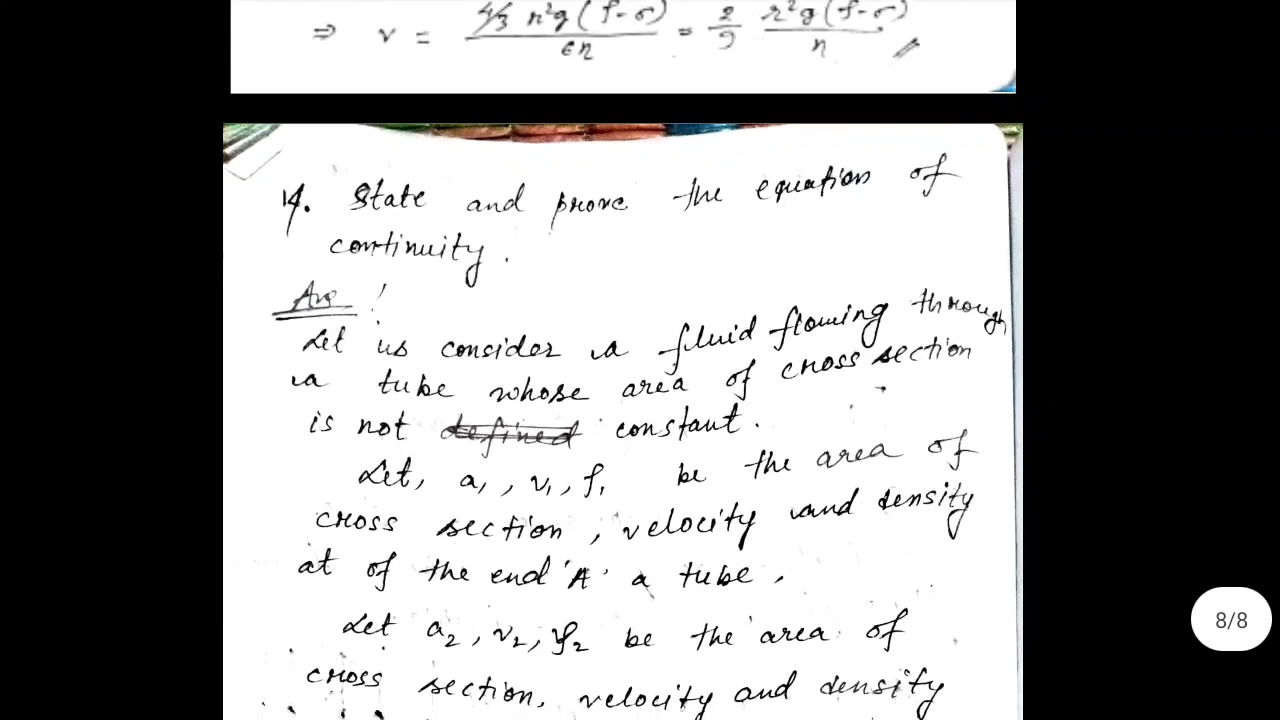 ⇒ v = 4/3 r²g(ρ-σ) / 6η = 2/9 r²g(ρ-σ) / η
14. State and prove the equation of
continuity.
Ans !
Let us consider a fluid flowing through
a tube whose area of cross section
is not defined constant.
Let, a₁, v₁, ρ₁ be the area of
cross section, velocity and density
at of the end 'A' a tube.
Let a₂, v₂, ρ₂ be the area of
cross section, velocity and density
8/8